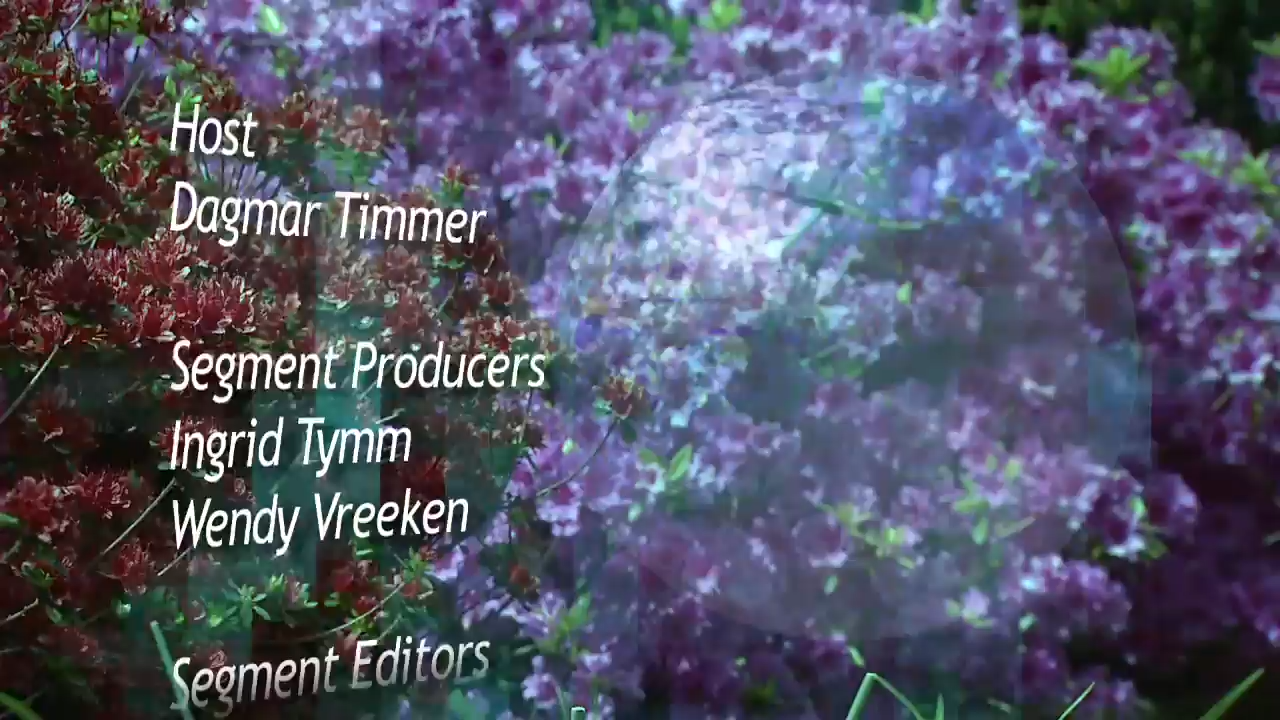 Host
Dagmar Timmer
Segment Producers
Ingrid Tymm
Wendy Vreeken
Segment Editors